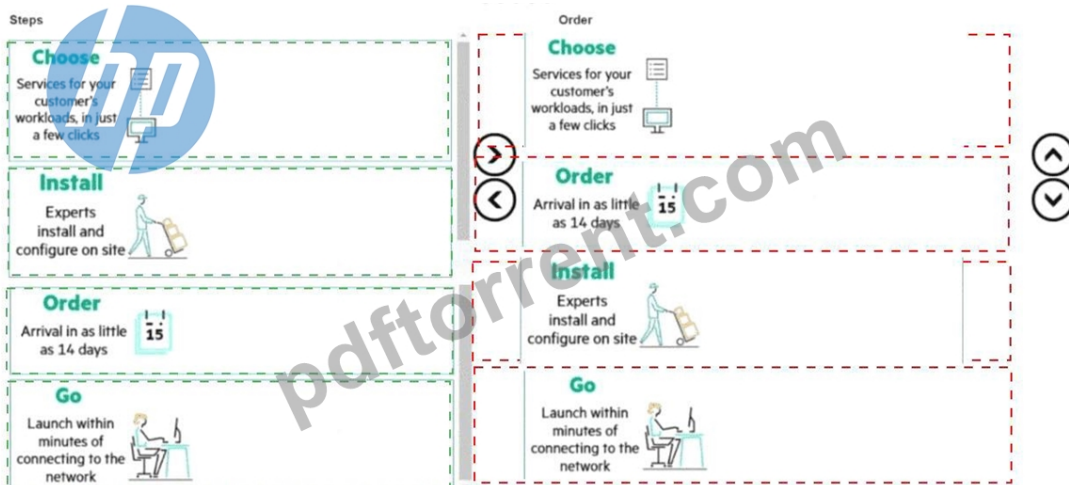 Steps
Order
hp
Choose
Services for your
customer's
workloads, in just
a few clicks
Install
Experts
install and
configure on site
Order
Arrival in as little
as 14 days
15
Go
Launch within
minutes of
connecting to the
network
Choose
Services for your
customer's
workloads, in just
a few clicks
Order
Arrival in as little
as 14 days
15
Install
Experts
install and
configure on site
Go
Launch within
minutes of
connecting to the
network
pdftorrent.com